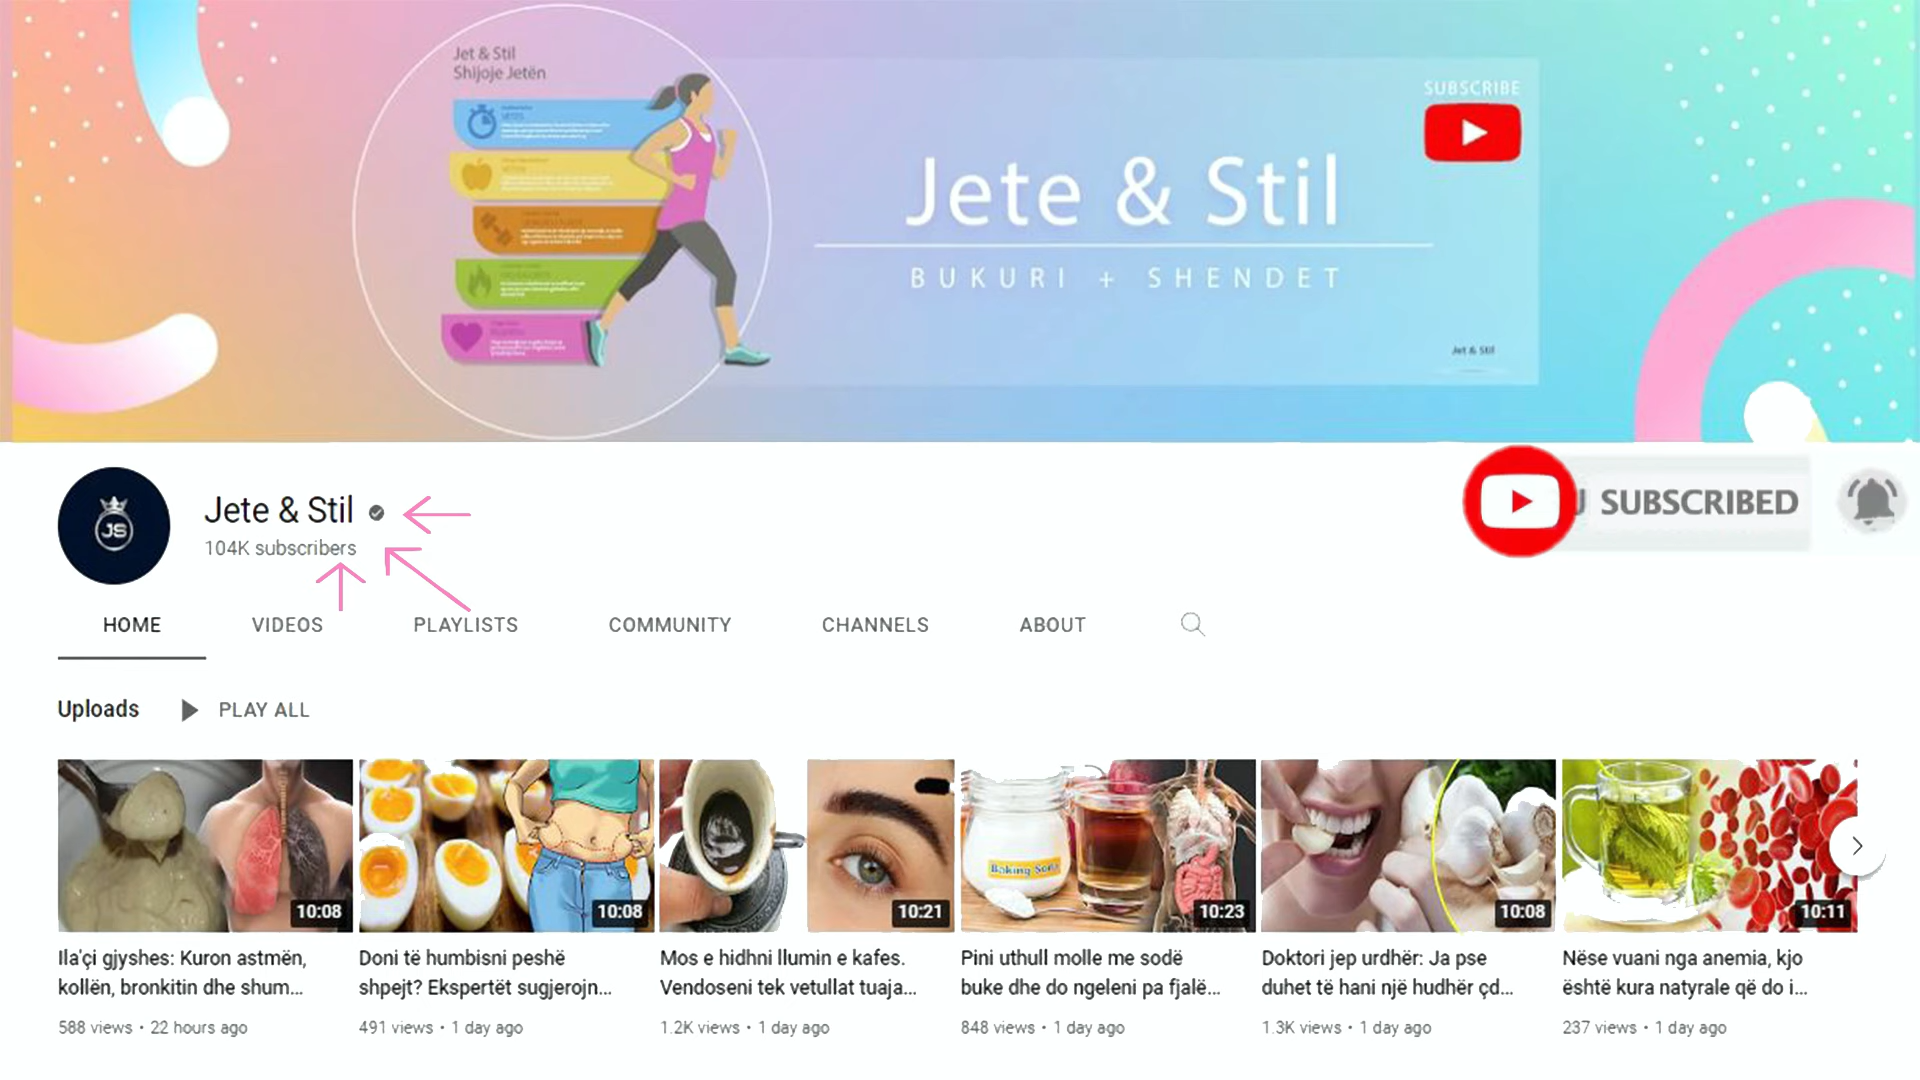 Jet & Stil
Shijoje Jetën
SUBSCRIBE
Jete & Stil
BUKURI + SHENDET
Jet & Stil
JS
Jete & Stil
104K subscribers
SUBSCRIBED
HOME VIDEOS PLAYLISTS COMMUNITY CHANNELS ABOUT
Uploads PLAY ALL
Baking Soda
10:08 10:08 10:21 10:23 10:08 10:11
Ila'çi gjyshes: Kuron astmën,
kollën, bronkitin dhe shum...
588 views • 22 hours ago
Doni të humbisni peshë
shpejt? Ekspertët sugjerojn...
491 views • 1 day ago
Mos e hidhni llumin e kafes.
Vendoseni tek vetullat tuaja...
1.2K views • 1 day ago
Pini uthull molle me sodë
buke dhe do ngeleni pa fjalë...
848 views • 1 day ago
Doktori jep urdhër: Ja pse
duhet të hani një hudhër çd...
1.3K views • 1 day ago
Nëse vuani nga anemia, kjo
është kura natyrale që do i...
237 views • 1 day ago